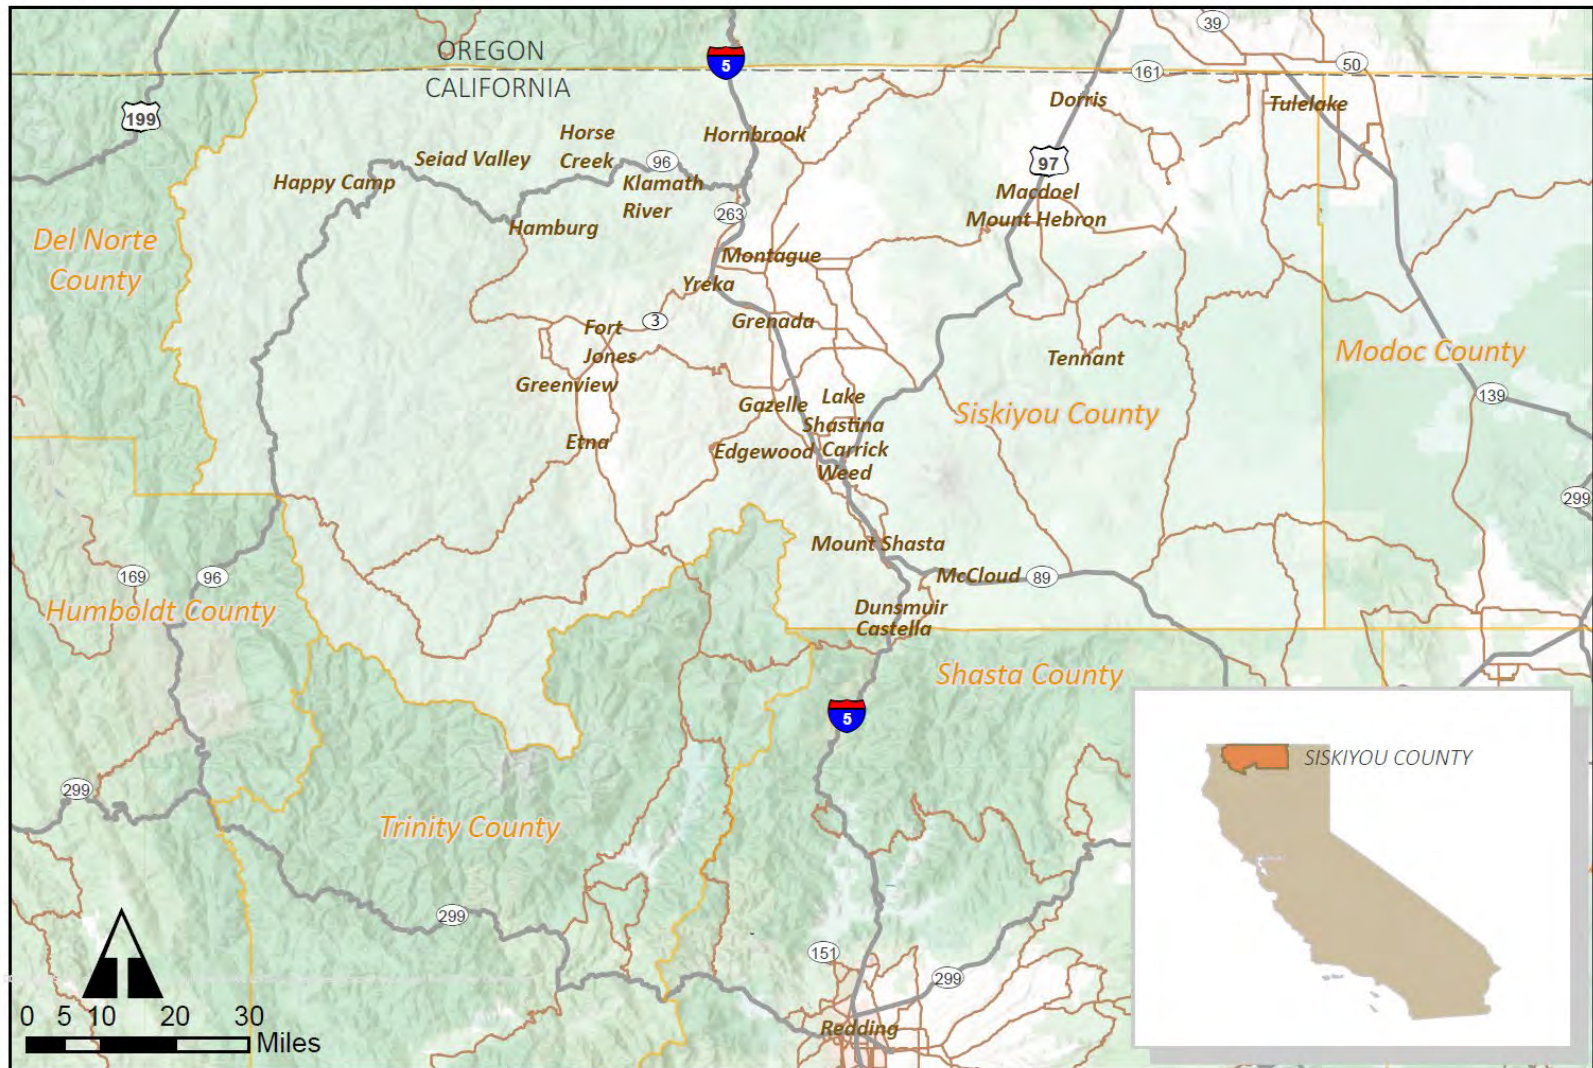 39
OREGON
5
50
161
CALIFORNIA
199
Dorris
Tulelake
Horse
Creek
Hornbrook
Seiad Valley
96
97
Happy Camp
Klamath
River
Macdoel
263
Mount Hebron
Hamburg
Del Norte
County
Montague
Yreka
3
Grenada
Fort
Jones
Tennant
Modoc County
Greenview
139
Gazelle
Lake
Shastina
Siskiyou County
Etna
Edgewood
Carrick
Weed
299
Mount Shasta
169
96
McCloud
89
Humboldt County
Dunsmuir
Castella
Shasta County
5
SISKIYOU COUNTY
299
Trinity County
299
151
299
0 5 10 20 30
Miles
Redding